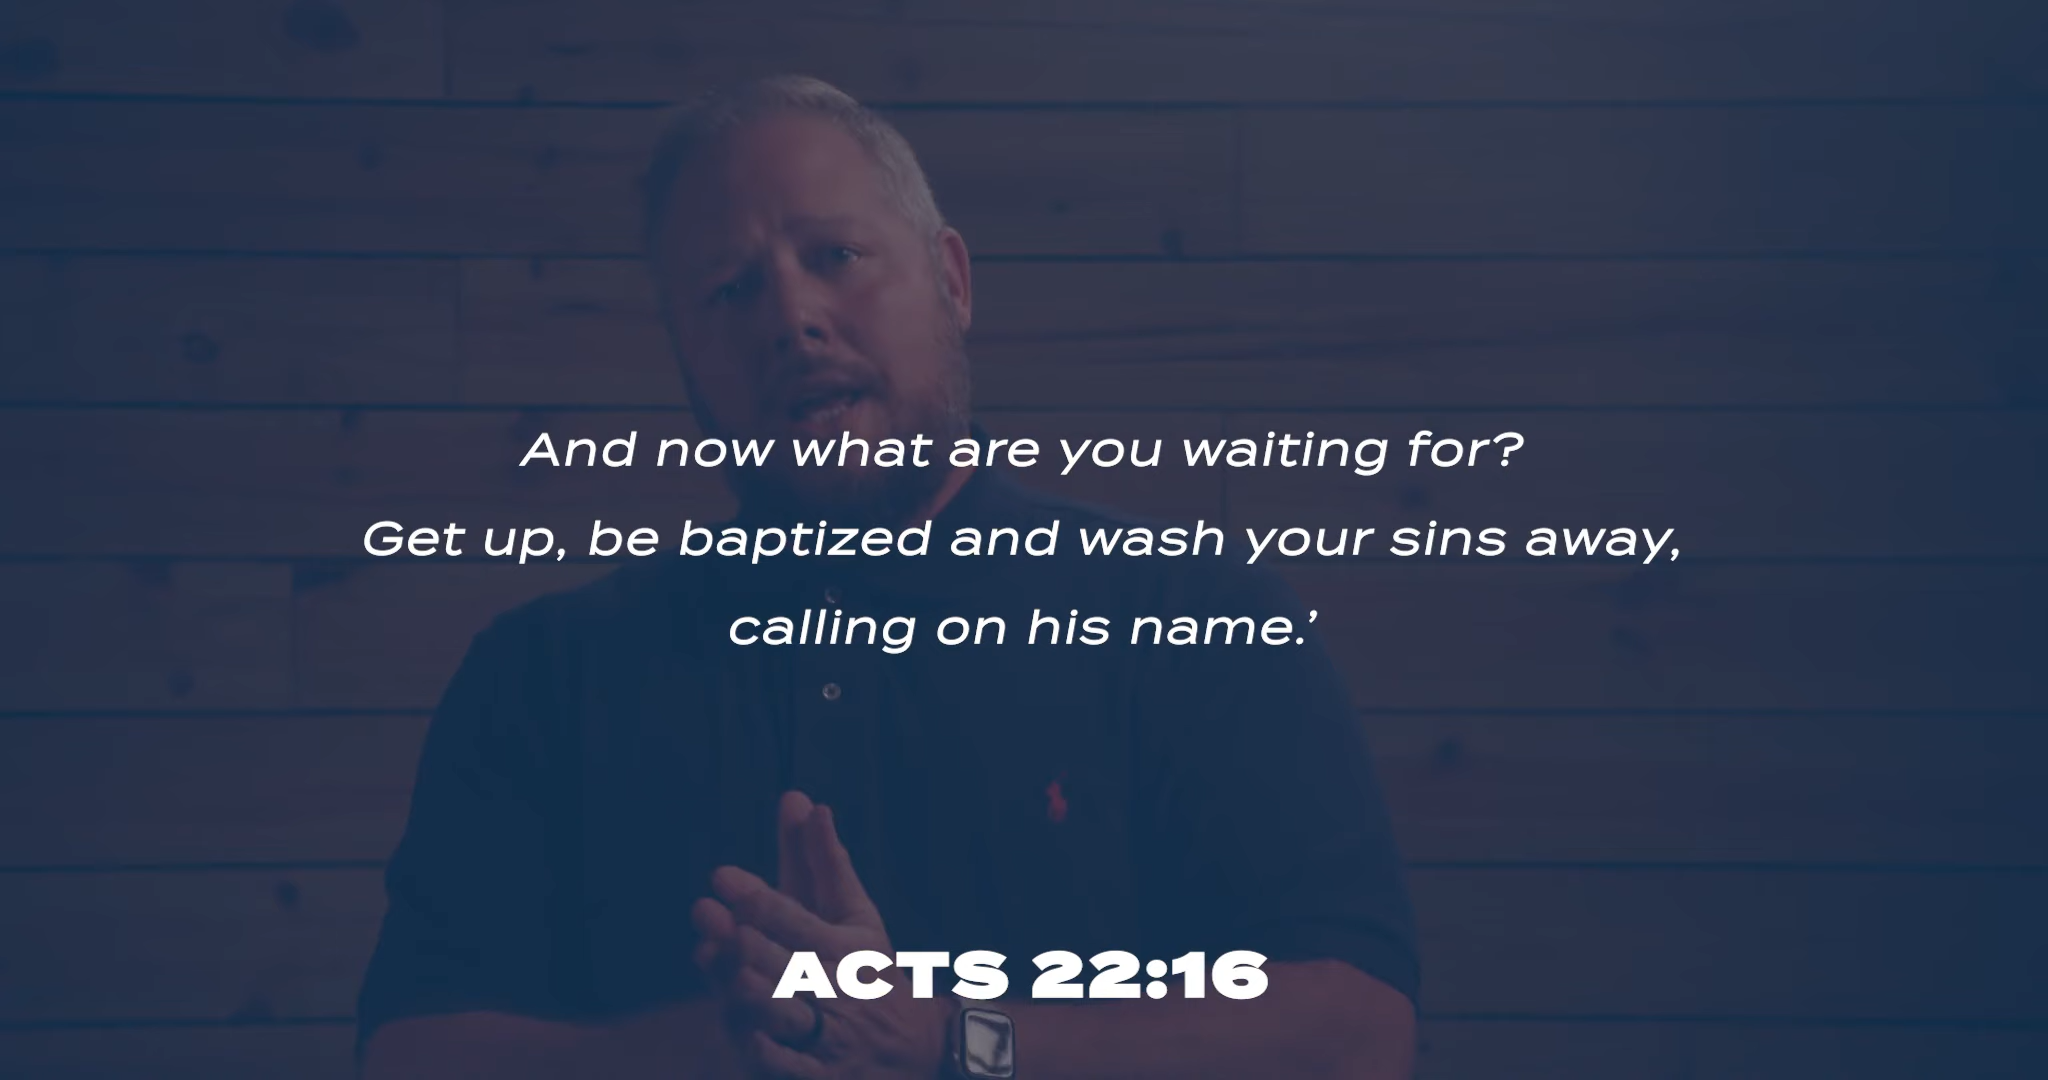 And now what are you waiting for?
Get up, be baptized and wash your sins away,
calling on his name.’
ACTS 22:16